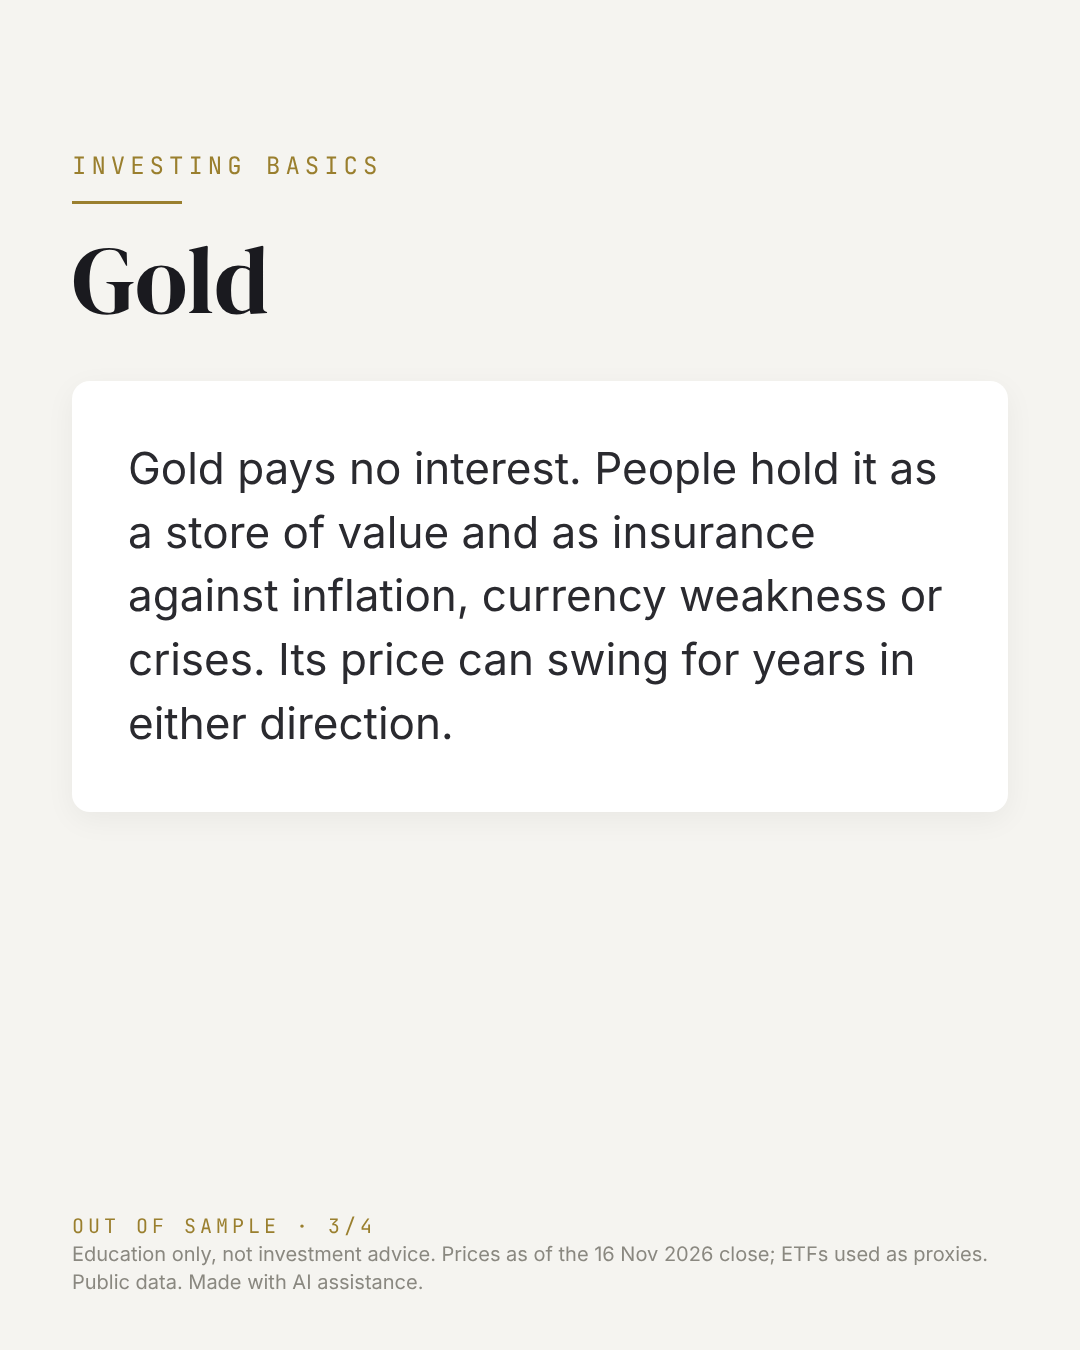 INVESTING BASICS
Gold
Gold pays no interest. People hold it as
a store of value and as insurance
against inflation, currency weakness or
crises. Its price can swing for years in
either direction.
OUT OF SAMPLE · 3/4
Education only, not investment advice. Prices as of the 16 Nov 2026 close; ETFs used as proxies.
Public data. Made with AI assistance.